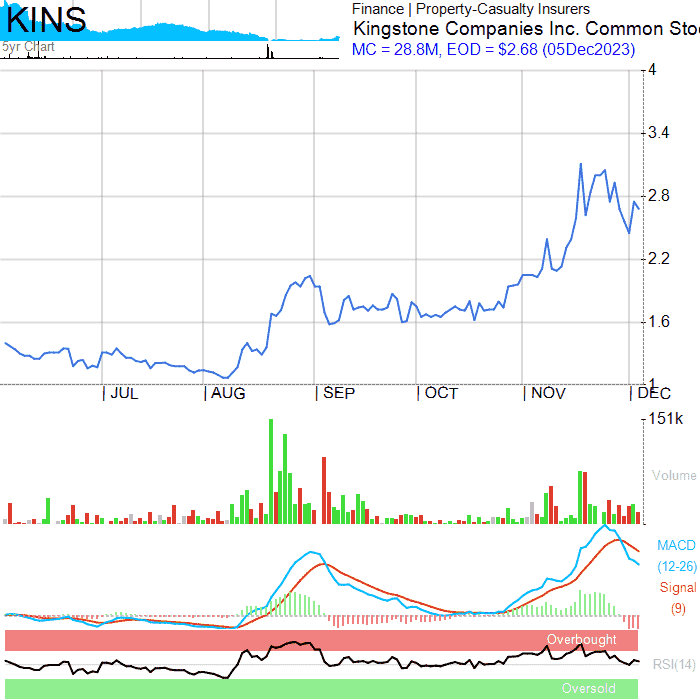 KINS
5yr Chart
Finance | Property-Casualty Insurers
Kingstone Companies Inc. Common Stoc
MC = 28.8M, EOD = $2.68 (05Dec2023)
4
3.4
2.8
2.2
1.6
1
JUL
AUG
SEP
OCT
NOV
DEC
151k
Volume
MACD
(12-26)
Signal
(9)
Overbought
RSI(14)
Oversold